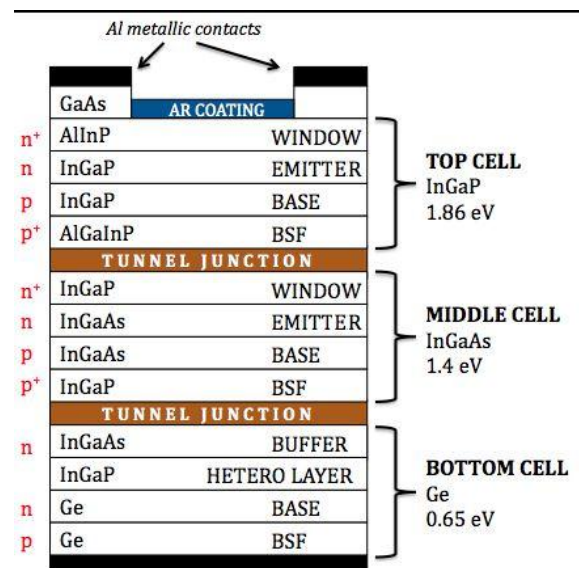 Al metallic contacts
GaAs
AR COATING
n+ AlInP WINDOW
n InGaP EMITTER
p InGaP BASE
p+ AlGaInP BSF
TOP CELL
InGaP
1.86 eV
TUNNEL JUNCTION
n+ InGaP WINDOW
n InGaAs EMITTER
p InGaAs BASE
p+ InGaP BSF
MIDDLE CELL
InGaAs
1.4 eV
TUNNEL JUNCTION
n InGaAs BUFFER
InGaP HETERO LAYER
n Ge BASE
p Ge BSF
BOTTOM CELL
Ge
0.65 eV